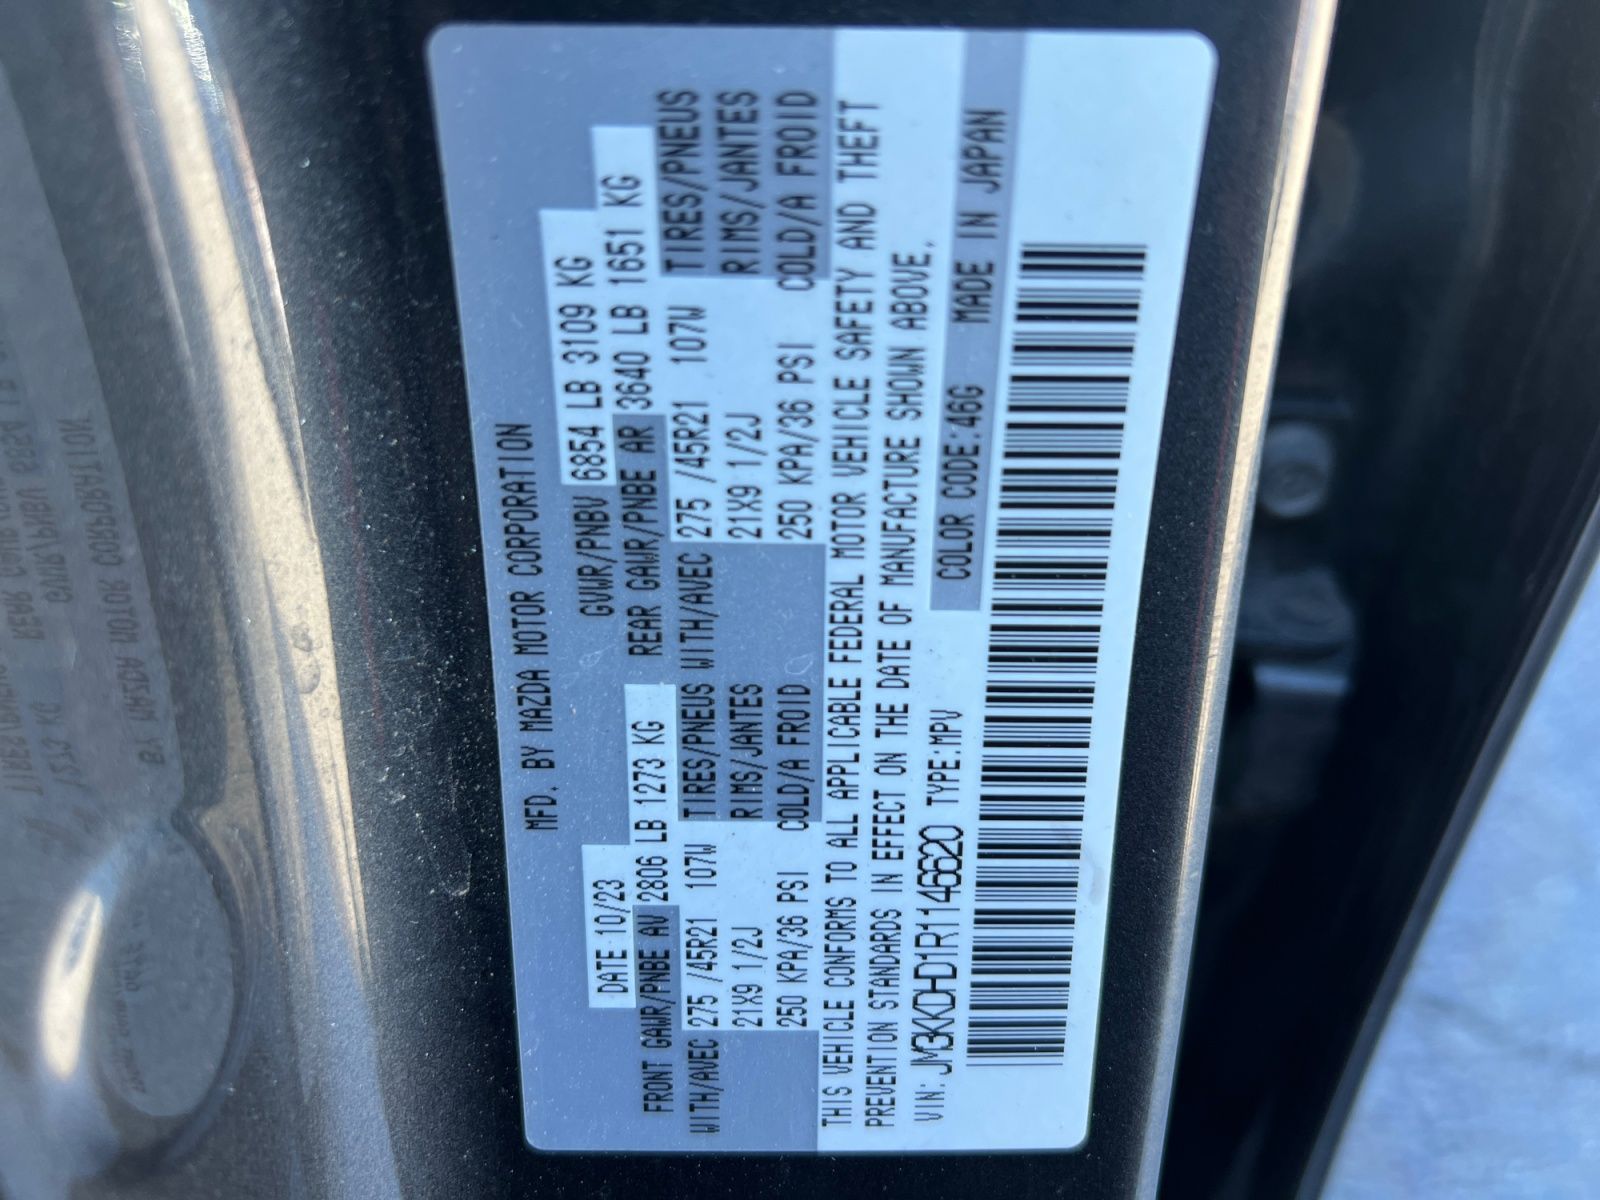 MFD. BY MAZDA MOTOR CORPORATION
DATE 10/23 GVWR/PNBV 6854 LB 3109 KG
FRONT GAWR/PNBE AV 2806 LB 1273 KG REAR GAWR/PNBE AR 3640 LB 1651 KG
WITH/AVEC 275 /45R21 107W TIRES/PNEUS WITH/AVEC 275 /45R21 107W TIRES/PNEUS
21X9 1/2J RIMS/JANTES 21X9 1/2J RIMS/JANTES
250 KPA/36 PSI COLD/A FROID 250 KPA/36 PSI COLD/A FROID
THIS VEHICLE CONFORMS TO ALL APPLICABLE FEDERAL MOTOR VEHICLE SAFETY AND THEFT
PREVENTION STANDARDS IN EFFECT ON THE DATE OF MANUFACTURE SHOWN ABOVE.
VIN: JM3KKDHD1R1146620 TYPE:MPV COLOR CODE:46G MADE IN JAPAN